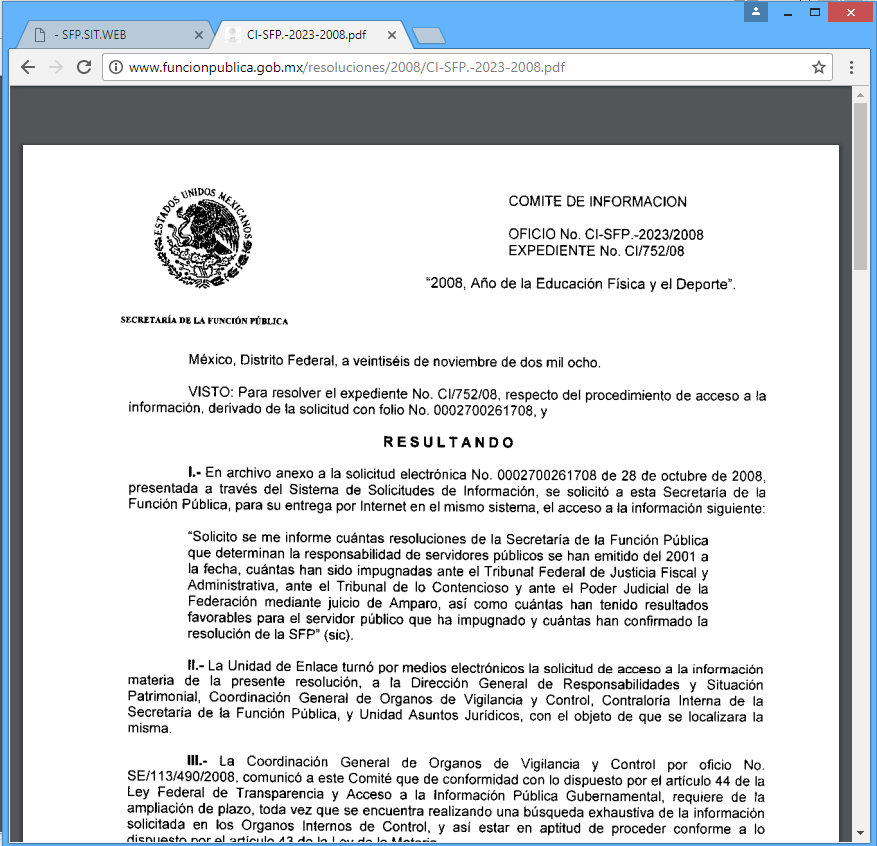 - SFP.SIT.WEB
CI-SFP.-2023-2008.pdf
www.funcionpublica.gob.mx/resoluciones/2008/CI-SFP.-2023-2008.pdf
ESTADOS UNIDOS MEXICANOS
SECRETARÍA DE LA FUNCIÓN PÚBLICA
COMITE DE INFORMACION
OFICIO No. CI-SFP.-2023/2008
EXPEDIENTE No. CI/752/08
“2008, Año de la Educación Física y el Deporte”.
México, Distrito Federal, a veintiséis de noviembre de dos mil ocho.
VISTO: Para resolver el expediente No. CI/752/08, respecto del procedimiento de acceso a la
información, derivado de la solicitud con folio No. 0002700261708, y
RESULTANDO
I.- En archivo anexo a la solicitud electrónica No. 0002700261708 de 28 de octubre de 2008,
presentada a través del Sistema de Solicitudes de Información, se solicitó a esta Secretaría de la
Función Pública, para su entrega por Internet en el mismo sistema, el acceso a la información siguiente:
“Solicito se me informe cuántas resoluciones de la Secretaría de la Función Pública
que determinan la responsabilidad de servidores públicos se han emitido del 2001 a
la fecha, cuántas han sido impugnadas ante el Tribunal Federal de Justicia Fiscal y
Administrativa, ante el Tribunal de lo Contencioso y ante el Poder Judicial de la
Federación mediante juicio de Amparo, así como cuántas han tenido resultados
favorables para el servidor público que ha impugnado y cuántas han confirmado la
resolución de la SFP” (sic).
II.- La Unidad de Enlace turnó por medios electrónicos la solicitud de acceso a la información
materia de la presente resolución, a la Dirección General de Responsabilidades y Situación
Patrimonial, Coordinación General de Organos de Vigilancia y Control, Contraloría Interna de la
Secretaría de la Función Pública, y Unidad Asuntos Jurídicos, con el objeto de que se localizara la
misma.
III.- La Coordinación General de Organos de Vigilancia y Control por oficio No.
SE/113/490/2008, comunicó a este Comité que de conformidad con lo dispuesto por el artículo 44 de la
Ley Federal de Transparencia y Acceso a la Información Pública Gubernamental, requiere de la
ampliación de plazo, toda vez que se encuentra realizando una búsqueda exhaustiva de la información
solicitada en los Organos Internos de Control, y así estar en aptitud de proceder conforme a lo
dispuesto por el artículo 43 de la Ley de la Materia.